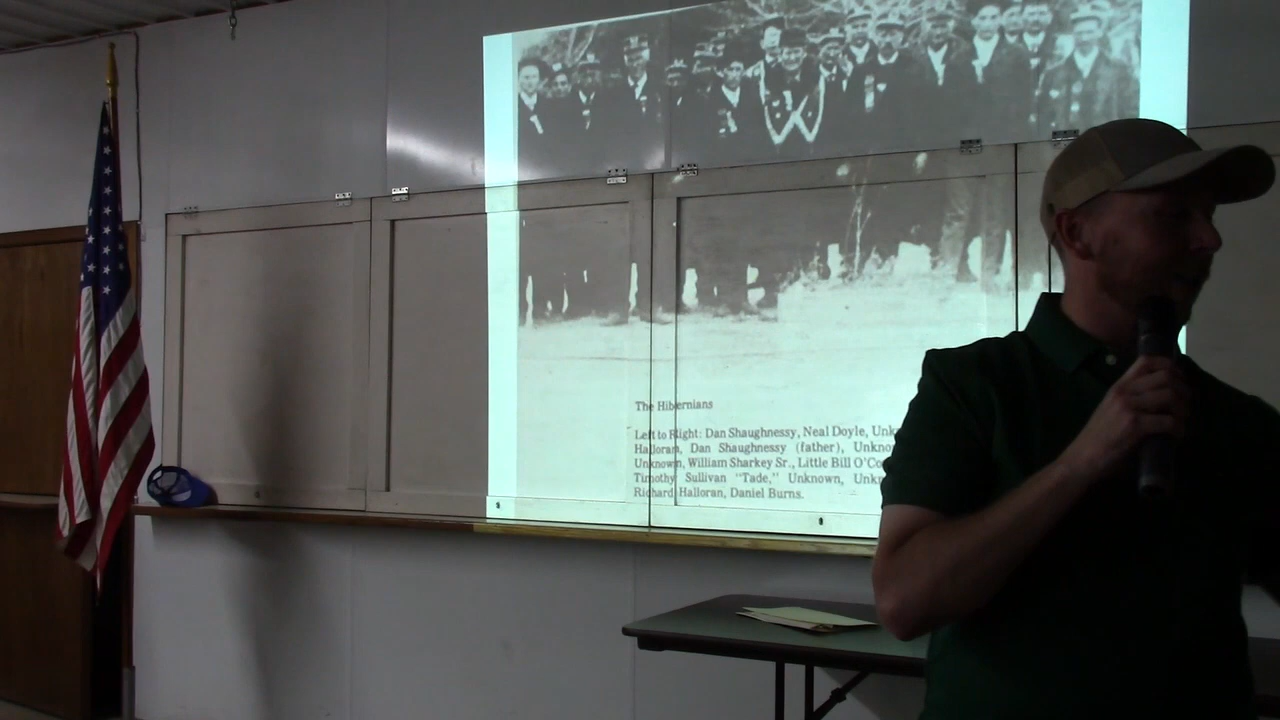 The Hibernians
Left to Right: Dan Shaughnessy, Neal Doyle,
Halloran, Dan Shaughnessy (father),
Unknown, William Sharkey Sr., Little Bill
Timothy Sullivan "Tade," Unknown,
Richard Halloran, Daniel Burns.